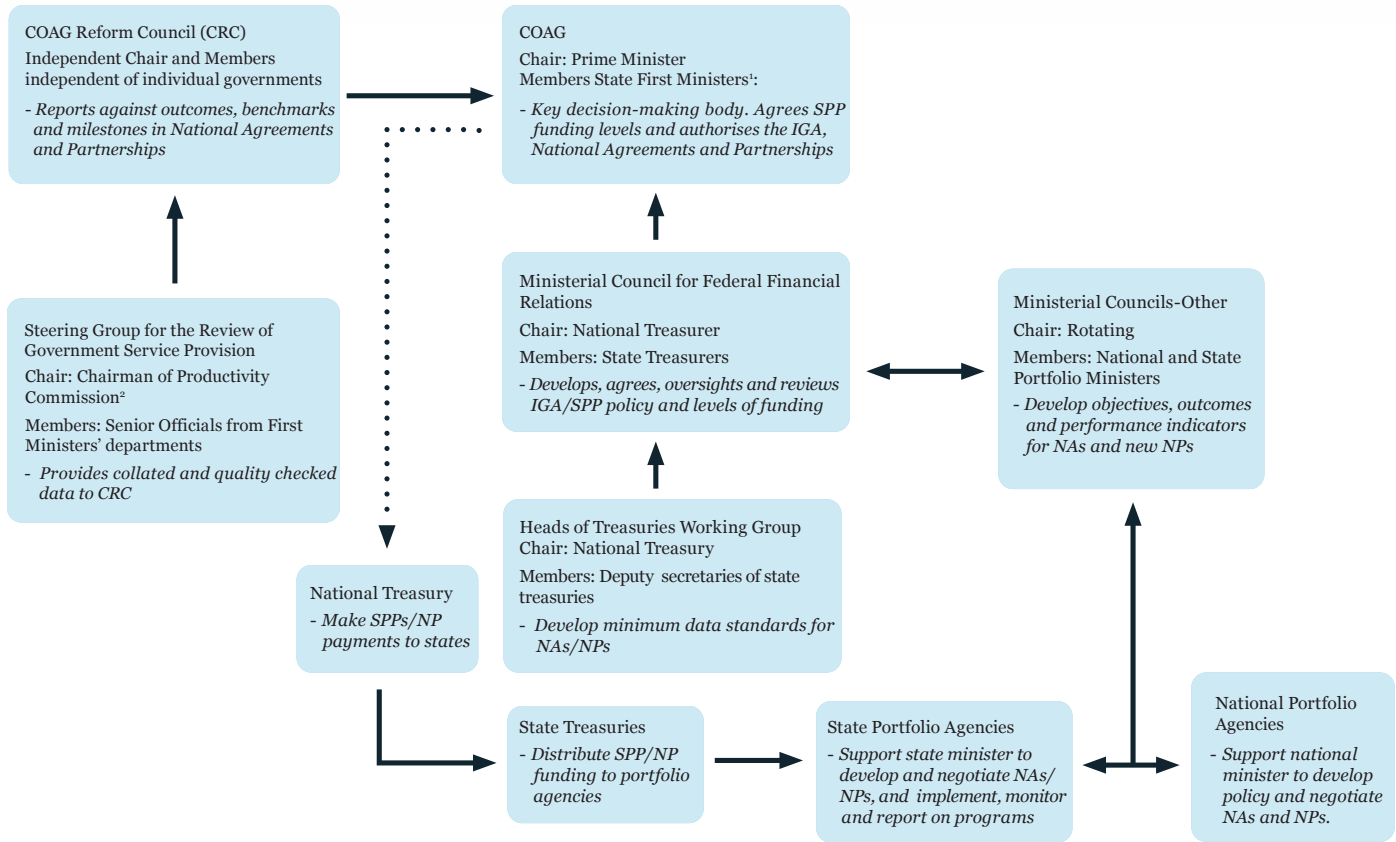 COAG Reform Council (CRC)
Independent Chair and Members
independent of individual governments
- Reports against outcomes, benchmarks
and milestones in National Agreements
and Partnerships
COAG
Chair: Prime Minister
Members State First Ministers¹:
- Key decision-making body. Agrees SPP
funding levels and authorises the IGA,
National Agreements and Partnerships
Steering Group for the Review of
Government Service Provision
Chair: Chairman of Productivity
Commission²
Members: Senior Officials from First
Ministers’ departments
- Provides collated and quality checked
data to CRC
Ministerial Council for Federal Financial
Relations
Chair: National Treasurer
Members: State Treasurers
- Develops, agrees, oversights and reviews
IGA/SPP policy and levels of funding
Ministerial Councils-Other
Chair: Rotating
Members: National and State
Portfolio Ministers
- Develop objectives, outcomes
and performance indicators
for NAs and new NPs
Heads of Treasuries Working Group
Chair: National Treasury
Members: Deputy secretaries of state
treasuries
- Develop minimum data standards for
NAs/NPs
National Treasury
- Make SPPs/NP
payments to states
State Treasuries
- Distribute SPP/NP
funding to portfolio
agencies
State Portfolio Agencies
- Support state minister to
develop and negotiate NAs/
NPs, and implement, monitor
and report on programs
National Portfolio
Agencies
- Support national
minister to develop
policy and negotiate
NAs and NPs.